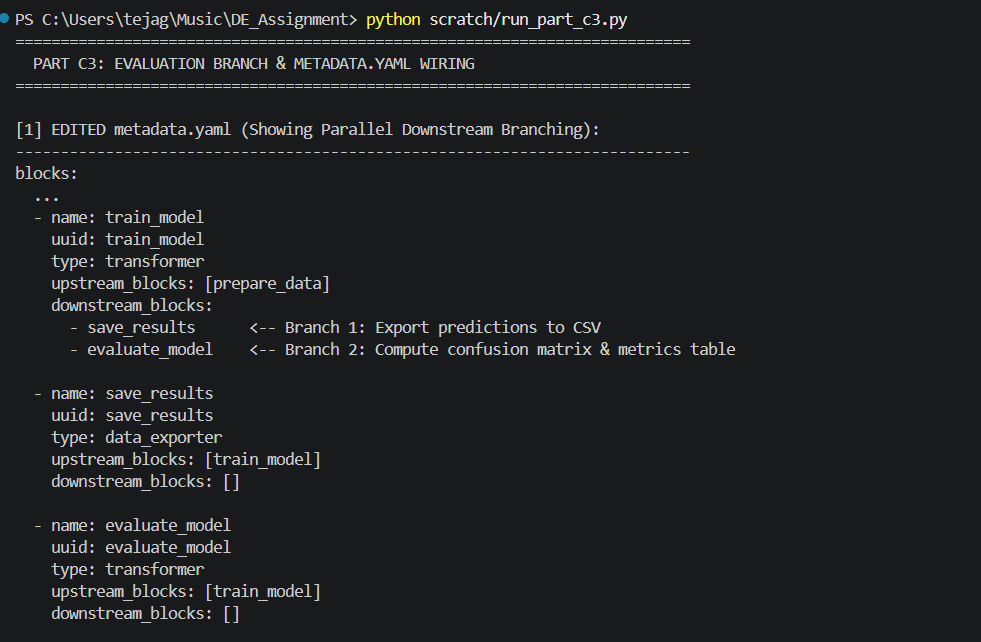 PS C:\Users\tejag\Music\DE_Assignment> python scratch/run_part_c3.py
===========================================================================
  PART C3: EVALUATION BRANCH & METADATA.YAML WIRING
===========================================================================

[1] EDITED metadata.yaml (Showing Parallel Downstream Branching):
---------------------------------------------------------------------------
blocks:
  ...
  - name: train_model
    uuid: train_model
    type: transformer
    upstream_blocks: [prepare_data]
    downstream_blocks:
      - save_results      <-- Branch 1: Export predictions to CSV
      - evaluate_model    <-- Branch 2: Compute confusion matrix & metrics table

  - name: save_results
    uuid: save_results
    type: data_exporter
    upstream_blocks: [train_model]
    downstream_blocks: []

  - name: evaluate_model
    uuid: evaluate_model
    type: transformer
    upstream_blocks: [train_model]
    downstream_blocks: []